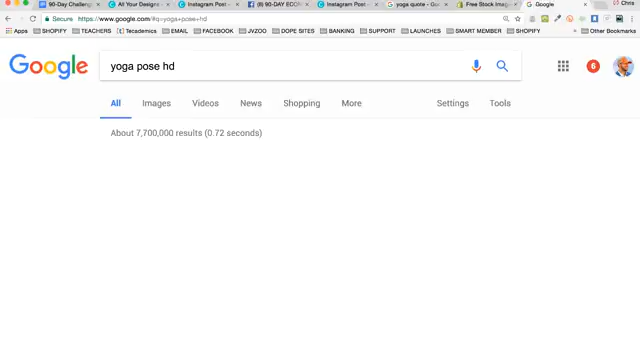 90-Day Challeng All Your Designs Instagram Post - (6) 90-DAY ECON Instagram Post - yoga quote - Goo Free Stock Imag Google Chris
Secure https://www.google.com/#q=yoga+pose+hd
Apps SHOPIFY TEACHERS Tecademics FACEBOOK JVZOO DOPE SITES BANKING SUPPORT LAUNCHES SMART MEMBER SHOPIFY Other Bookmarks
Google yoga pose hd 6
All Images Videos News Shopping More Settings Tools
About 7,700,000 results (0.72 seconds)